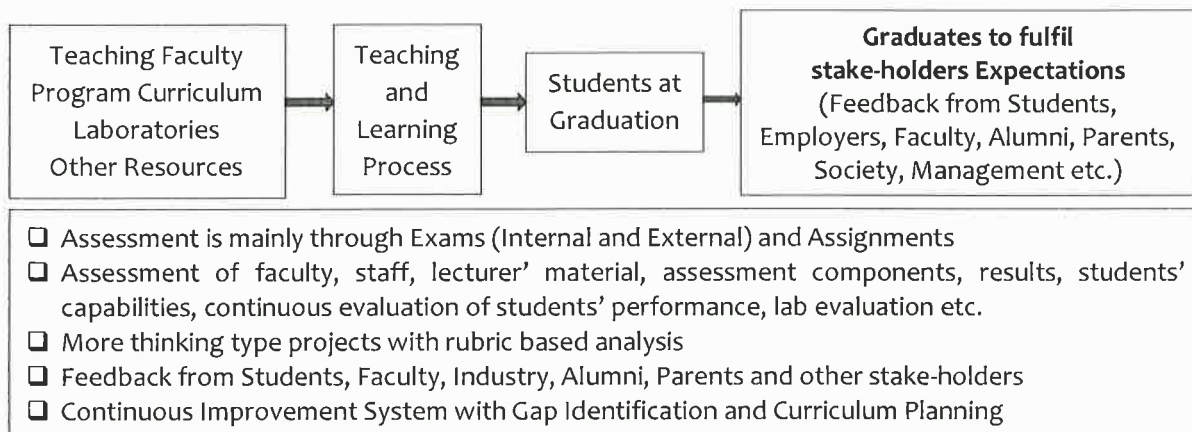 Teaching Faculty
Program Curriculum
Laboratories
Other Resources
Teaching
and
Learning
Process
Students at
Graduation
Graduates to fulfil
stake-holders Expectations
(Feedback from Students,
Employers, Faculty, Alumni, Parents,
Society, Management etc.)
❑ Assessment is mainly through Exams (Internal and External) and Assignments
❑ Assessment of faculty, staff, lecturer' material, assessment components, results, students'
capabilities, continuous evaluation of students' performance, lab evaluation etc.
❑ More thinking type projects with rubric based analysis
❑ Feedback from Students, Faculty, Industry, Alumni, Parents and other stake-holders
❑ Continuous Improvement System with Gap Identification and Curriculum Planning